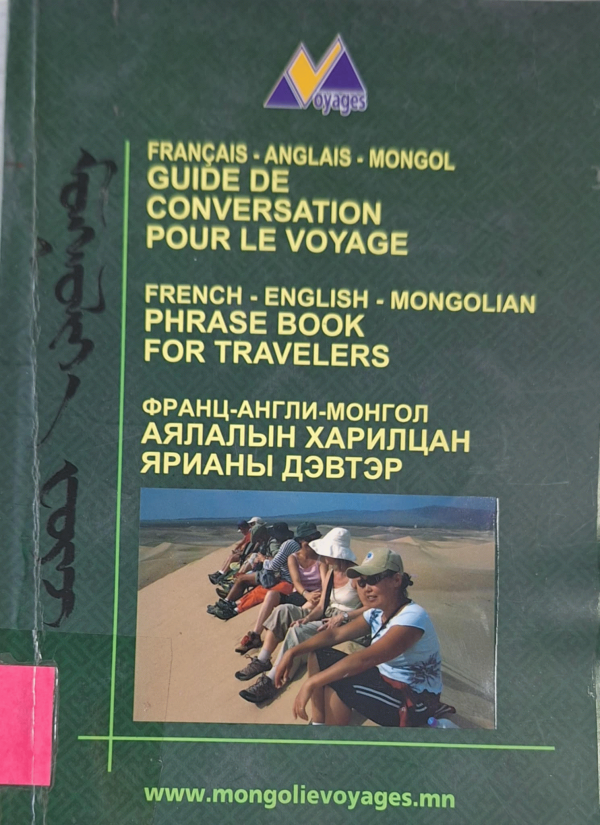 Voyages
FRANÇAIS - ANGLAIS - MONGOL
GUIDE DE
CONVERSATION
POUR LE VOYAGE
FRENCH - ENGLISH - MONGOLIAN
PHRASE BOOK
FOR TRAVELERS
ФРАНЦ-АНГЛИ-МОНГОЛ
АЯЛАЛЫН ХАРИЛЦАН
ЯРИАНЫ ДЭВТЭР
www.mongolievoyages.mn